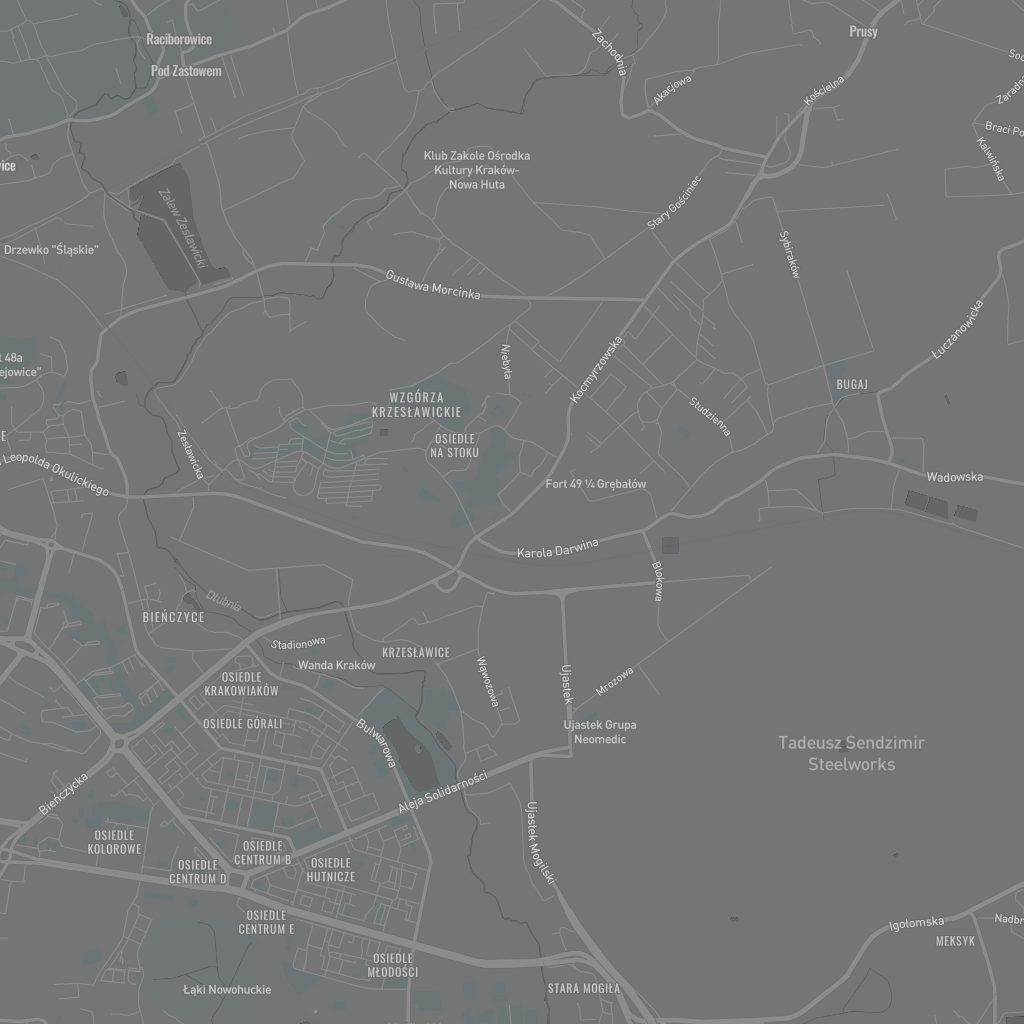 Raciborowice
Prusy
Zachodnia
Pod Zastowem
Akacjowa
Kościelna
Braci Po
Kalwińska
Klub Zakole Ośrodka
Kultury Kraków-
Nowa Huta
Stary Gościniec
Zalew Zesławicki
Drzewko "Śląskie"
Sybiraków
Gustawa Morcinka
Łuczanowicka
Niebyła
Kocmyrzowska
t 48a
ejowice"
WZGÓRZA
KRZESŁAWICKIE
BUGAJ
Studzienna
OSIEDLE
NA STOKU
Zesławicka
Leopolda Okulickiego
Fort 49 ¼ Grębałów
Wadowska
Karola Darwina
Blokowa
Dłubnia
BIEŃCZYCE
Stadionowa
KRZESŁAWICE
Wanda Kraków
Wąwozowa
Ujastek
Mrozowa
OSIEDLE
KRAKOWIAKÓW
OSIEDLE GÓRALI
Bulwarowa
Ujastek Grupa
Neomedic
Tadeusz Sendzimir
Steelworks
Bieńczycka
Aleja Solidarności
Ujastek Mogilski
OSIEDLE
KOLOROWE
OSIEDLE
CENTRUM B
OSIEDLE
CENTRUM D
OSIEDLE
HUTNICZE
OSIEDLE
CENTRUM E
Igołomska
Nadbr
MEKSYK
OSIEDLE
MŁODOŚCI
Łąki Nowohuckie
STARA MOGIŁA